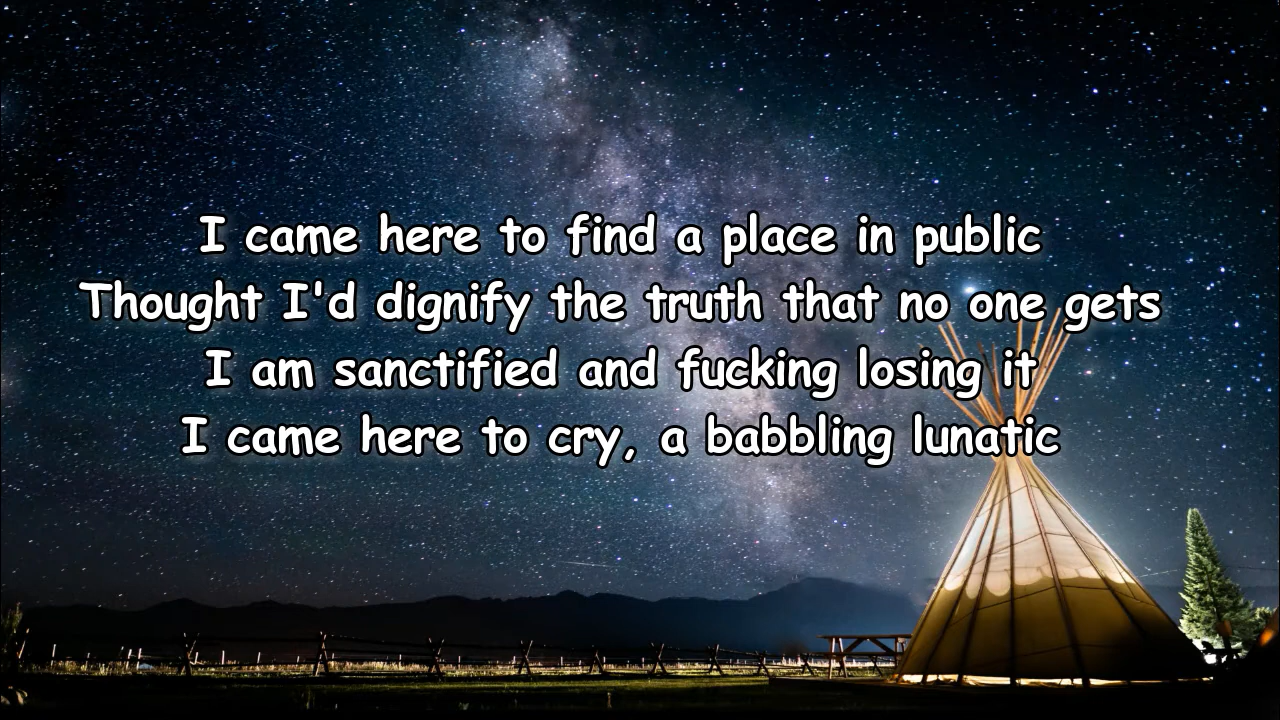 I came here to find a place in public
Thought I'd dignify the truth that no one gets
I am sanctified and fucking losing it
I came here to cry, a babbling lunatic